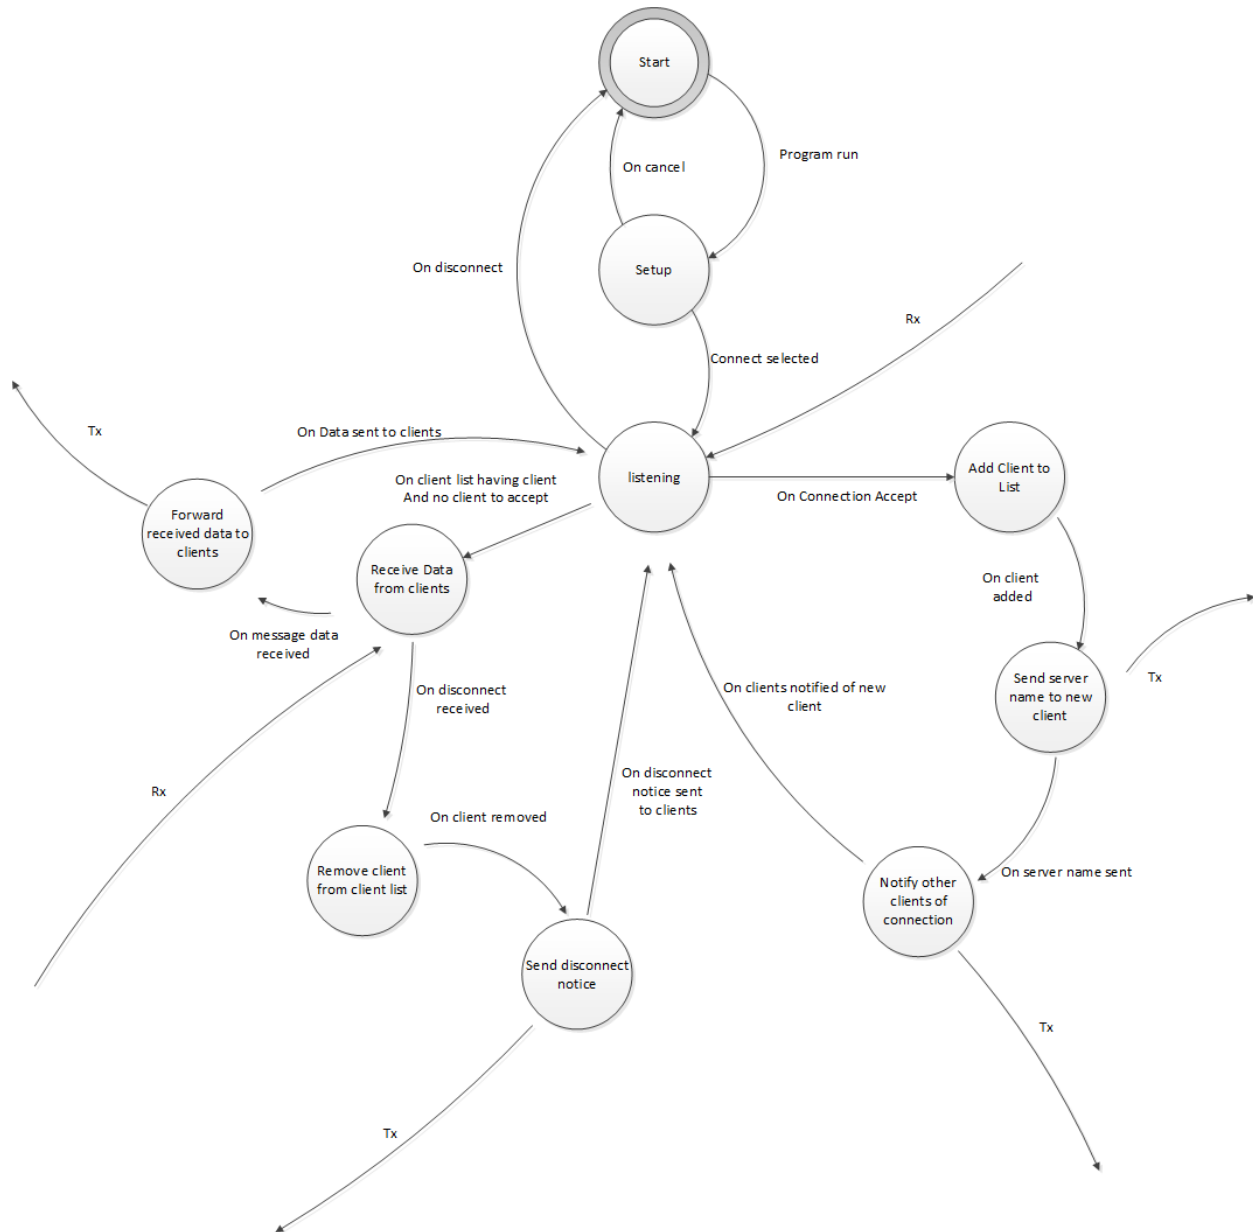 Start
Program run
On cancel
Setup
On disconnect
Rx
Connect selected
Tx
On Data sent to clients
On client list having client
And no client to accept
listening
On Connection Accept
Add Client to
List
Forward
received data to
clients
Receive Data
from clients
On client
added
On message data
received
On disconnect
received
On clients notified of new
client
Send server
name to new
client
Tx
Rx
On disconnect
notice sent
to clients
On client removed
Remove client
from client list
On server name sent
Notify other
clients of
connection
Send disconnect
notice
Tx
Tx